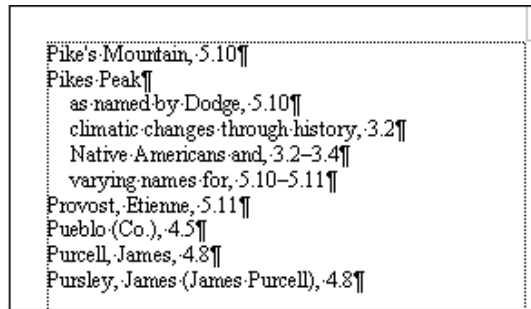 Pike's·Mountain,·5.10¶
Pikes·Peak¶
as·named·by·Dodge,·5.10¶
climatic·changes·through·history,·3.2¶
Native·Americans·and,·3.2–3.4¶
varying·names·for,·5.10–5.11¶
Provost,·Etienne,·5.11¶
Pueblo·(Co.),·4.5¶
Purcell,·James,·4.8¶
Pursley,·James·(James·Purcell),·4.8¶